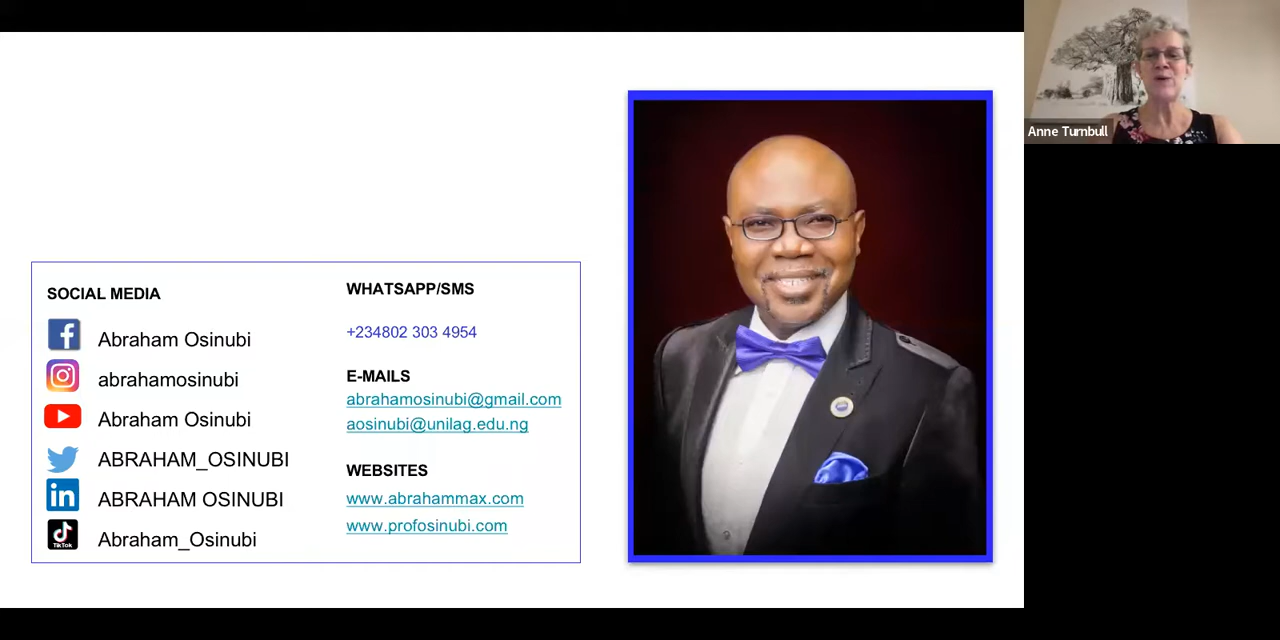 SOCIAL MEDIA
Abraham Osinubi
abrahamosinubi
Abraham Osinubi
ABRAHAM_OSINUBI
ABRAHAM OSINUBI
TikTok
Abraham_Osinubi
WHATSAPP/SMS
+234802 303 4954
E-MAILS
abrahamosinubi@gmail.com
aosinubi@unilag.edu.ng
WEBSITES
www.abrahammax.com
www.profosinubi.com
Anne Turnbull